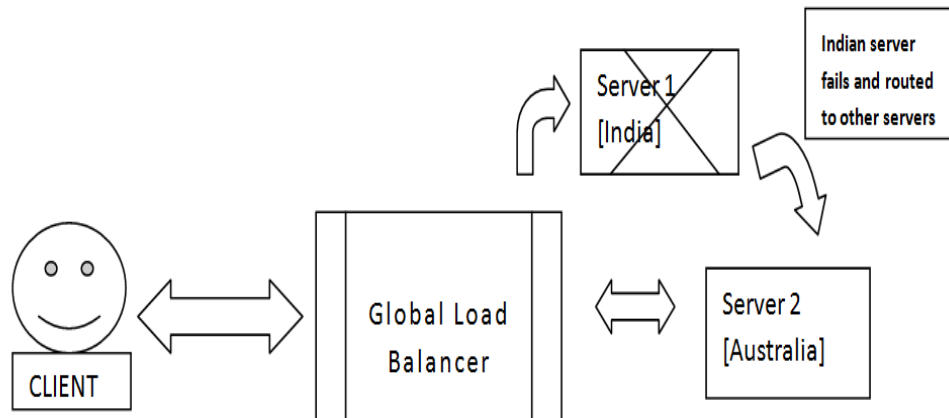 Indian server
fails and routed
to other servers
Server 1
[India]
Global Load
Balancer
Server 2
[Australia]
CLIENT